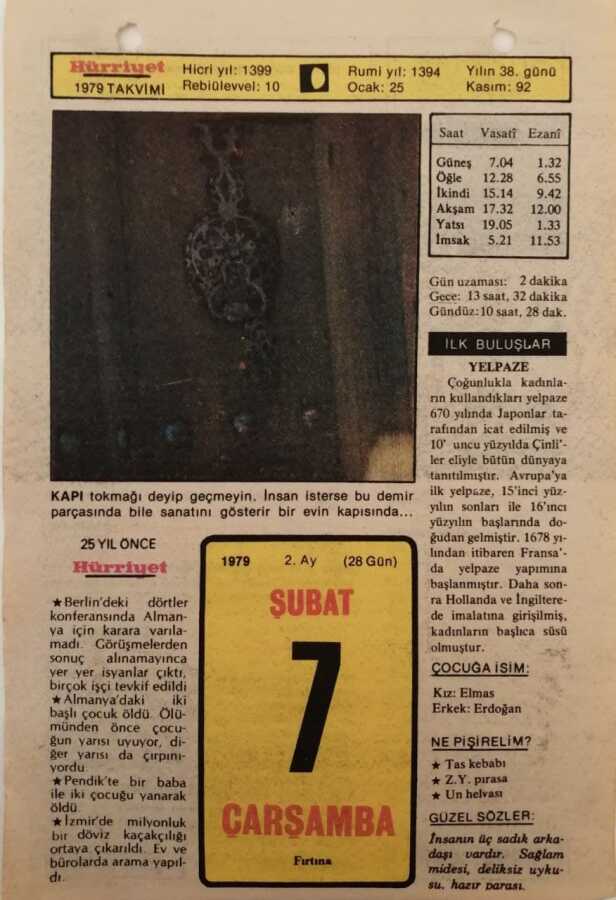 Hürriyet
1979 TAKVİMİ
Hicri yıl: 1399
Rebiülevvel: 10
Rumi yıl: 1394
Ocak: 25
Yılın 38. günü
Kasım: 92
Saat Vasatî Ezanî
Güneş 7.04 1.32
Öğle 12.28 6.55
İkindi 15.14 9.42
Akşam 17.32 12.00
Yatsı 19.05 1.33
İmsak 5.21 11.53
Gün uzaması: 2 dakika
Gece: 13 saat, 32 dakika
Gündüz: 10 saat, 28 dak.
İLK BULUŞLAR
YELPAZE
Çoğunlukla kadınla-
rın kullandıkları yelpaze
670 yılında Japonlar ta-
rafından icat edilmiş ve
10' uncu yüzyılda Çinli'-
ler eliyle bütün dünyaya
tanıtılmıştır. Avrupa'ya
ilk yelpaze, 15'inci yüz-
yılın sonları ile 16'ıncı
yüzyılın başlarında do-
ğudan gelmiştir. 1678 yı-
lından itibaren Fransa'-
da yelpaze yapımına
başlanmıştır. Daha son-
ra Hollanda ve İngiltere-
de imalatına girişilmiş,
kadınların başlıca süsü
olmuştur.
KAPI tokmağı deyip geçmeyin. İnsan isterse bu demir
parçasında bile sanatını gösterir bir evin kapısında...
25 YIL ÖNCE
Hürriyet
★Berlin'deki dörtler
konferansında Alman-
ya için karara varıla-
madı. Görüşmelerden
sonuç alınamayınca
yer yer isyanlar çıktı,
birçok işçi tevkif edildi
★Almanya'daki iki
başlı çocuk öldü. Ölü-
münden önce çocu-
ğun yarısı uyuyor, di-
ğer yarısı da çırpını-
yordu.
★Pendik'te bir baba
ile iki çocuğu yanarak
öldü.
★İzmir'de milyonluk
bir döviz kaçakçılığı
ortaya çıkarıldı. Ev ve
bürolarda arama yapıl-
dı.
1979 2. Ay (28 Gün)
ŞUBAT
7
ÇARŞAMBA
Fırtına
ÇOCUĞA İSİM:
Kız: Elmas
Erkek: Erdoğan
NE PİŞİRELİM?
★ Tas kebabı
★ Z.Y. pırasa
★ Un helvası
GÜZEL SÖZLER:
İnsanın üç sadık arka-
daşı vardır. Sağlam
midesi, deliksiz uyku-
su, hazır parası.